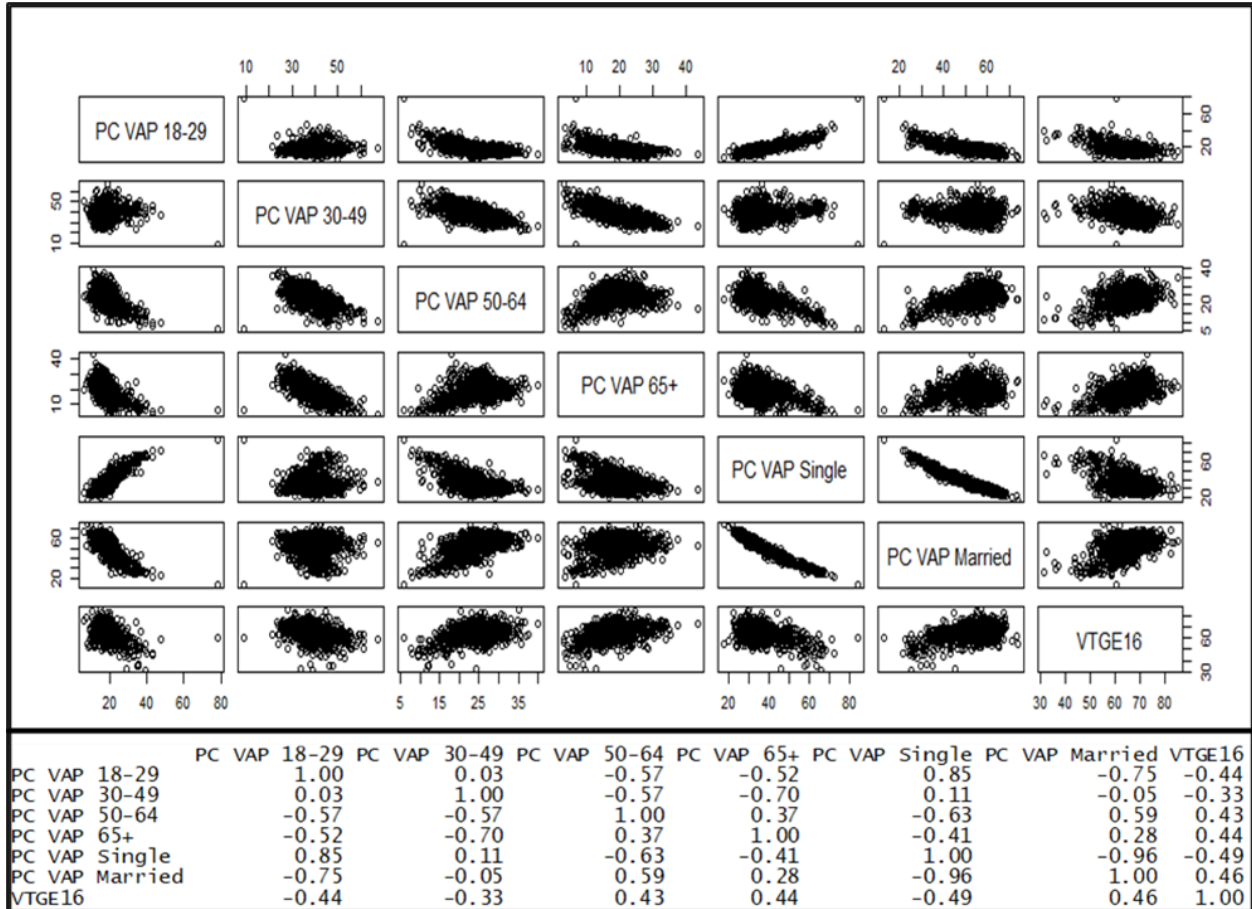 10 30 50 10 20 30 40 20 40 60
PC VAP 18-29 20 60
10 50 PC VAP 30-49
PC VAP 50-64 5 20 40
10 40 PC VAP 65+
PC VAP Single 20 60
20 60 PC VAP Married
VTGE16 30 60
20 40 60 80 5 15 25 35 20 40 60 80 30 40 50 60 70 80
PC VAP 18-29 PC VAP 30-49 PC VAP 50-64 PC VAP 65+ PC VAP Single PC VAP Married VTGE16
PC VAP 18-29 1.00 0.03 -0.57 -0.52 0.85 -0.75 -0.44
PC VAP 30-49 0.03 1.00 -0.57 -0.70 0.11 -0.05 -0.33
PC VAP 50-64 -0.57 -0.57 1.00 0.37 -0.63 0.59 0.43
PC VAP 65+ -0.52 -0.70 0.37 1.00 -0.41 0.28 0.44
PC VAP Single 0.85 0.11 -0.63 -0.41 1.00 -0.96 -0.49
PC VAP Married -0.75 -0.05 0.59 0.28 -0.96 1.00 0.46
VTGE16 -0.44 -0.33 0.43 0.44 -0.49 0.46 1.00